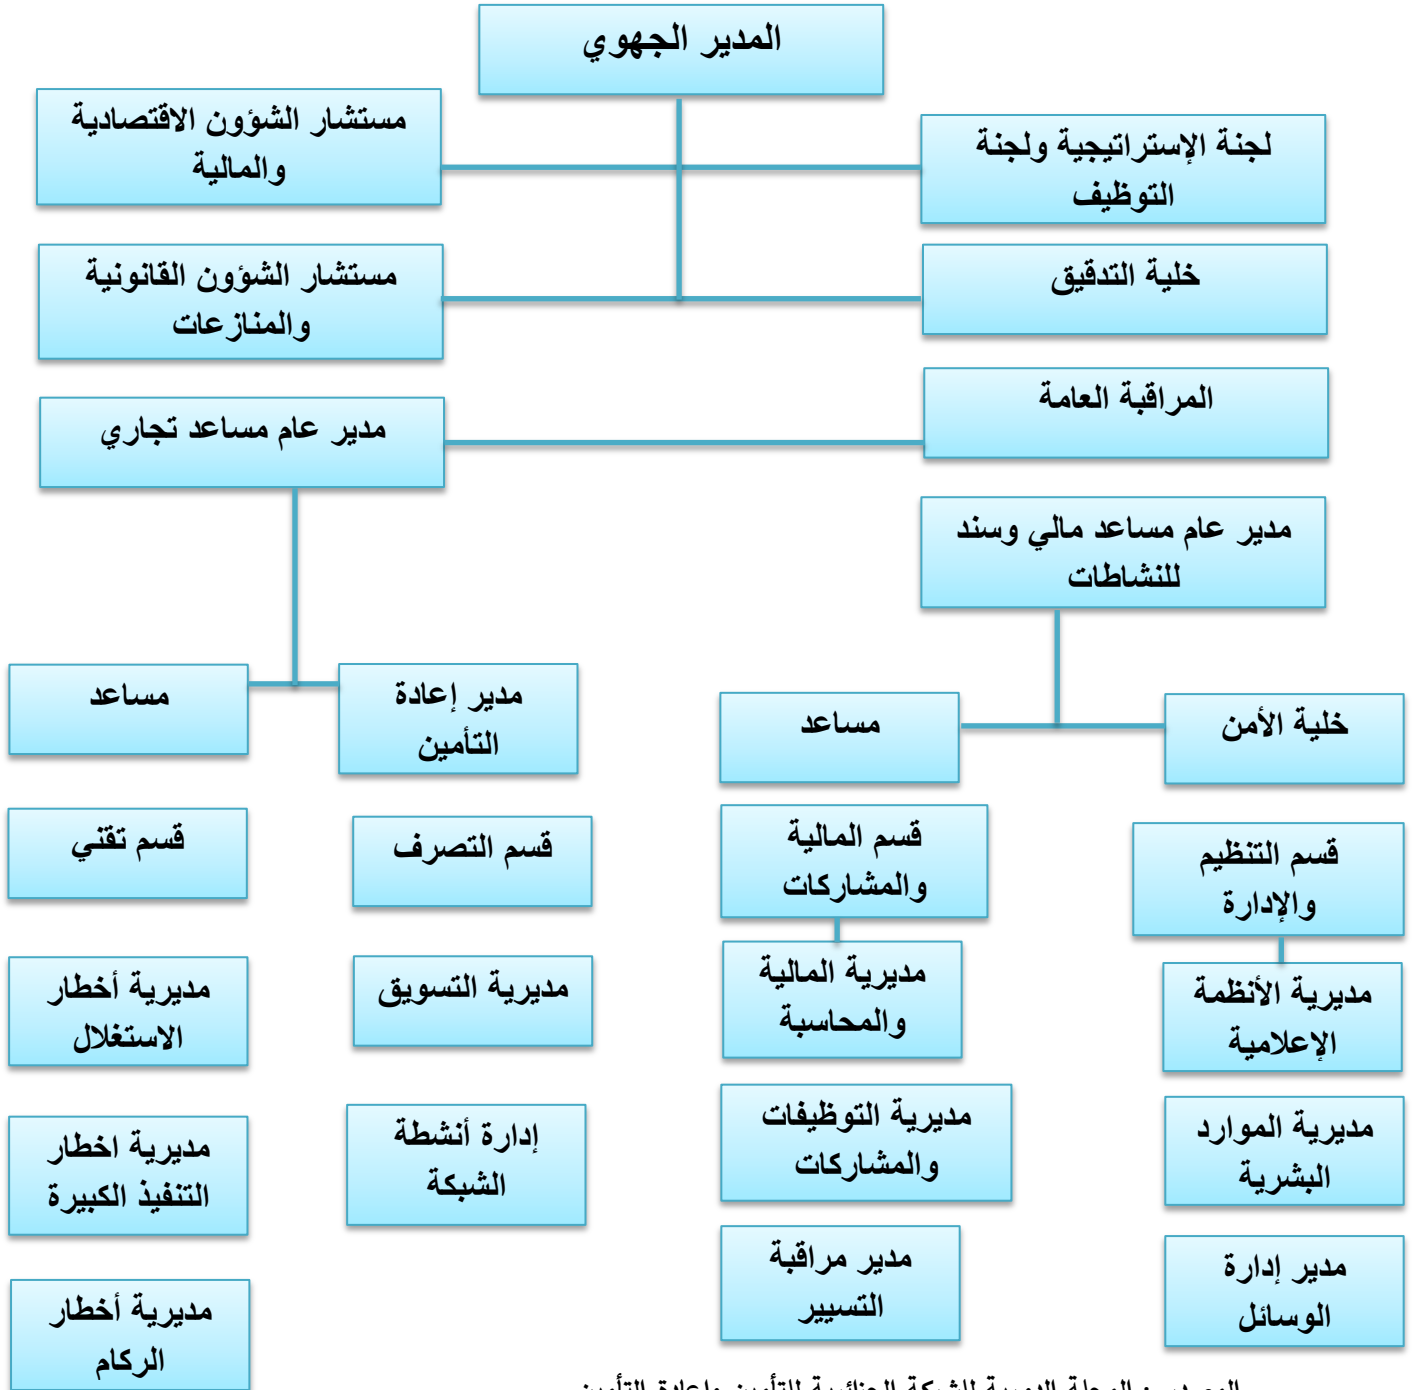 المدير الجهوي
لجنة الإستراتيجية ولجنة
التوظيف
مستشار الشؤون الاقتصادية
والمالية
خلية التدقيق
مستشار الشؤون القانونية
والمنازعات
المراقبة العامة
مدير عام مساعد تجاري
مدير عام مساعد مالي وسند
للنشاطات
خلية الأمن
مساعد
مدير إعادة
التأمين
مساعد
قسم التنظيم
والإدارة
قسم المالية
والمشاركات
قسم التصرف
قسم تقني
مديرية الأنظمة
الإعلامية
مديرية المالية
والمحاسبة
مديرية التسويق
مديرية أخطار
الاستغلال
مديرية الموارد
البشرية
مديرية التوظيفات
والمشاركات
إدارة أنشطة
الشبكة
مديرية اخطار
التنفيذ الكبيرة
مدير إدارة
الوسائل
مدير مراقبة
التسيير
مديرية أخطار
الركام